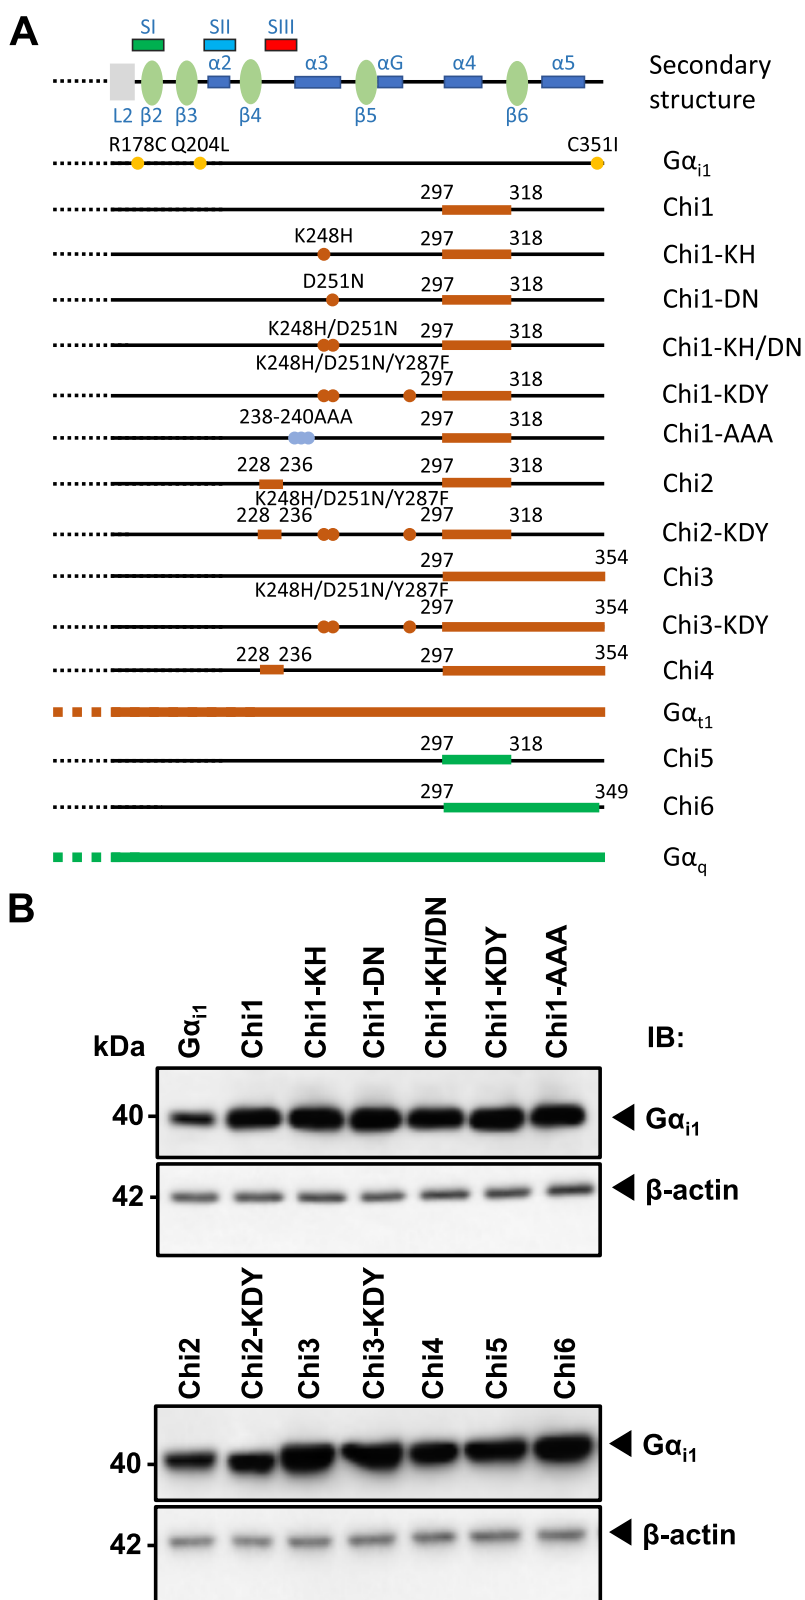 A
SI SII SIII
α2 α3 αG α4 α5
L2 β2 β3 β4 β5 β6
Secondary
structure
R178C Q204L C351I
Gαi1
297 318
Chi1
K248H
297 318
Chi1-KH
D251N
297 318
Chi1-DN
K248H/D251N
297 318
Chi1-KH/DN
K248H/D251N/Y287F
297 318
Chi1-KDY
238-240AAA
297 318
Chi1-AAA
228 236 297 318
Chi2
K248H/D251N/Y287F
228 236 297 318
Chi2-KDY
297 354
Chi3
K248H/D251N/Y287F
297 354
Chi3-KDY
228 236 297 354
Chi4
Gαt1
297 318
Chi5
297 349
Chi6
Gαq
B
kDa
Gαi1 Chi1 Chi1-KH Chi1-DN Chi1-KH/DN Chi1-KDY Chi1-AAA
IB:
40 Gαi1
42 β-actin
Chi2 Chi2-KDY Chi3 Chi3-KDY Chi4 Chi5 Chi6
40 Gαi1
42 β-actin